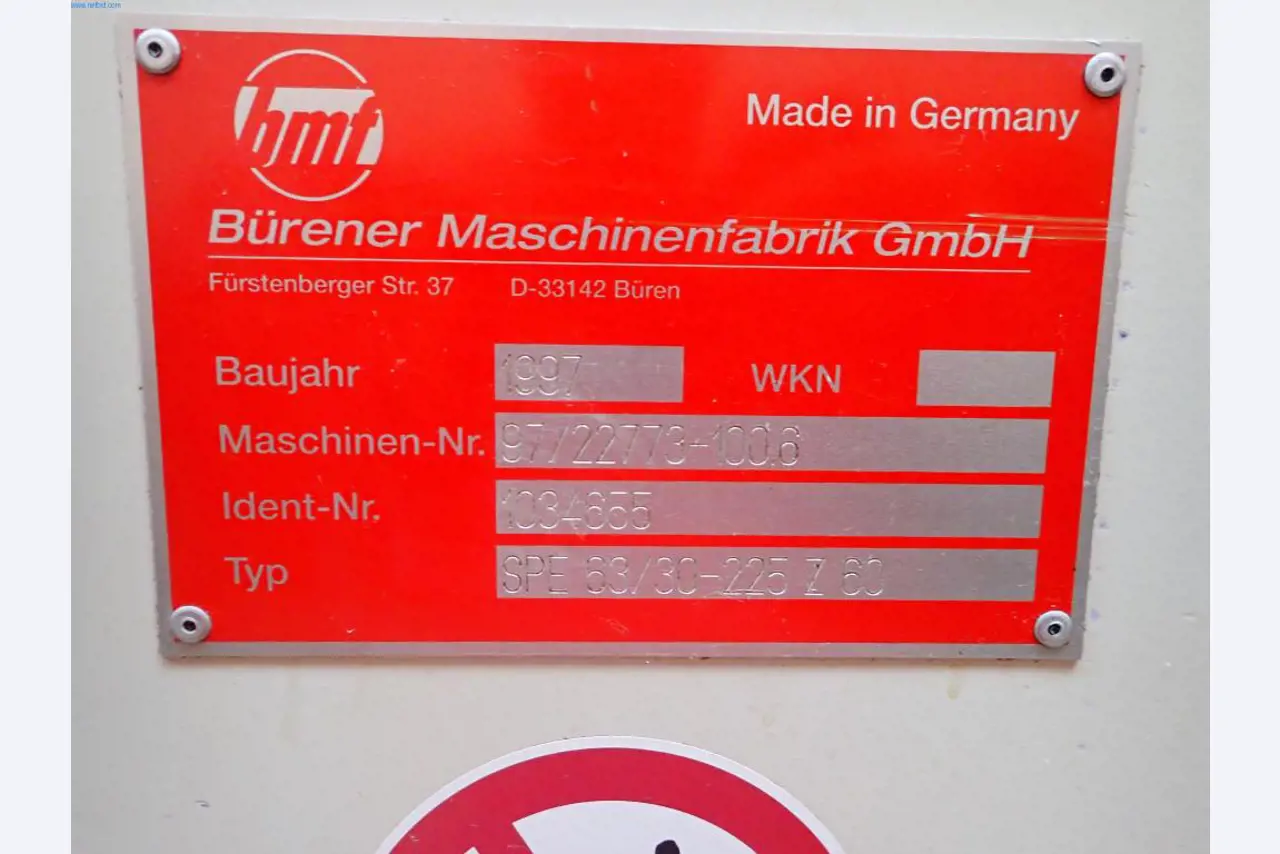 www.netbid.com
bmf
Made in Germany
Bürener Maschinenfabrik GmbH
Fürstenberger Str. 37 D-33142 Büren
Baujahr 1997 WKN
Maschinen-Nr. 97/22773-100.6
Ident-Nr. 1034655
Typ SPE 63/30-225 Z 60